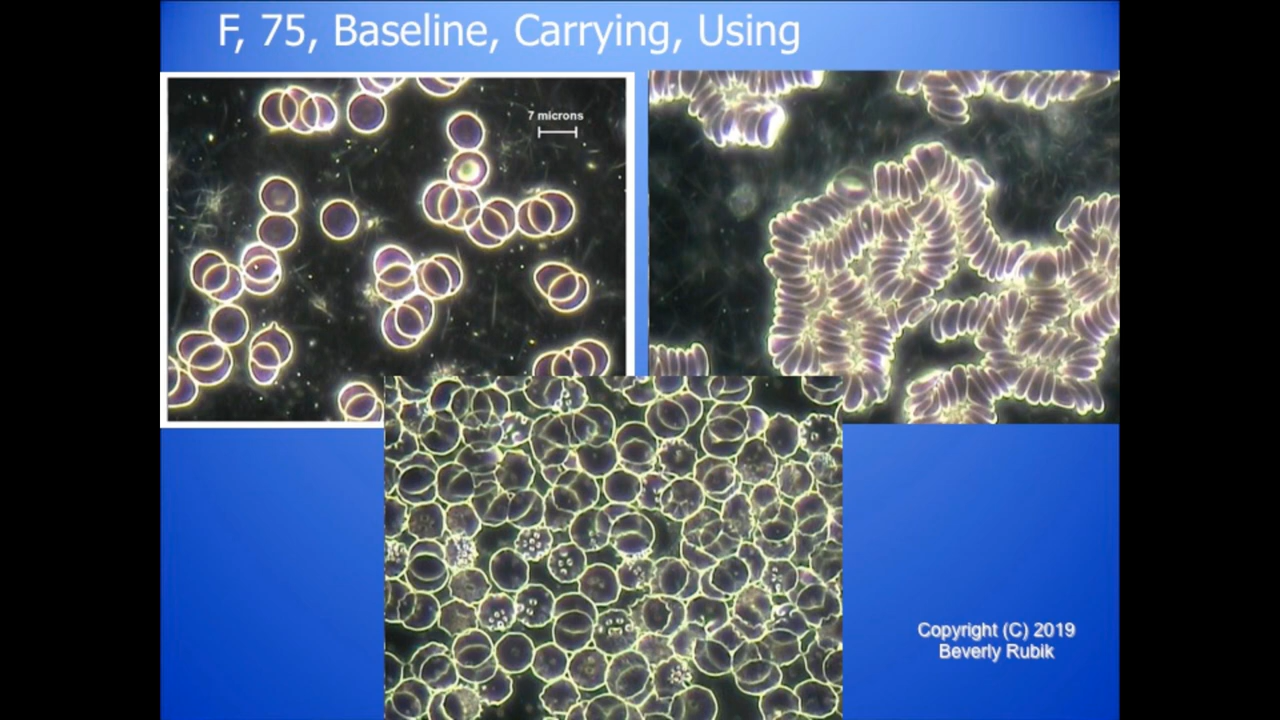 F, 75, Baseline, Carrying, Using
7 microns
Copyright (C) 2019
Beverly Rubik